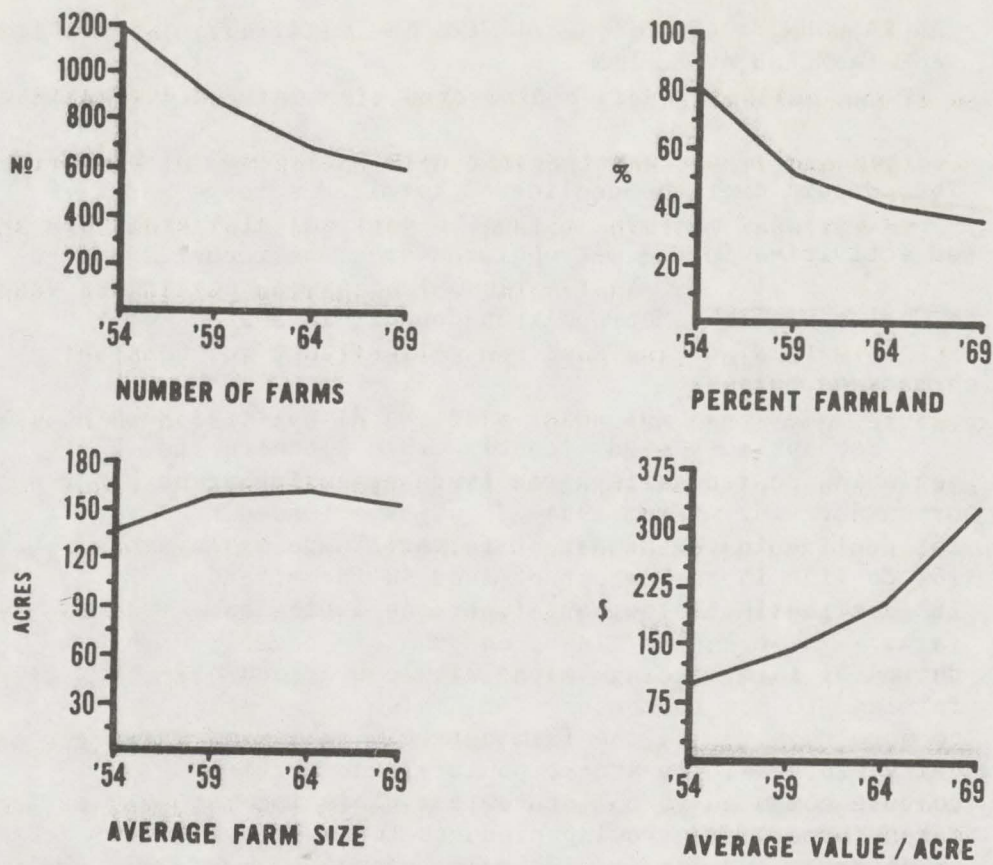 1200
1000
800
№ 600
400
200
'54 '59 '64 '69
NUMBER OF FARMS
100
80
%
60
40
20
'54 '59 '64 '69
PERCENT FARMLAND
180
150
120
ACRES
90
60
30
'54 '59 '64 '69
AVERAGE FARM SIZE
375
300
225
$
150
75
'54 '59 '64 '69
AVERAGE VALUE / ACRE